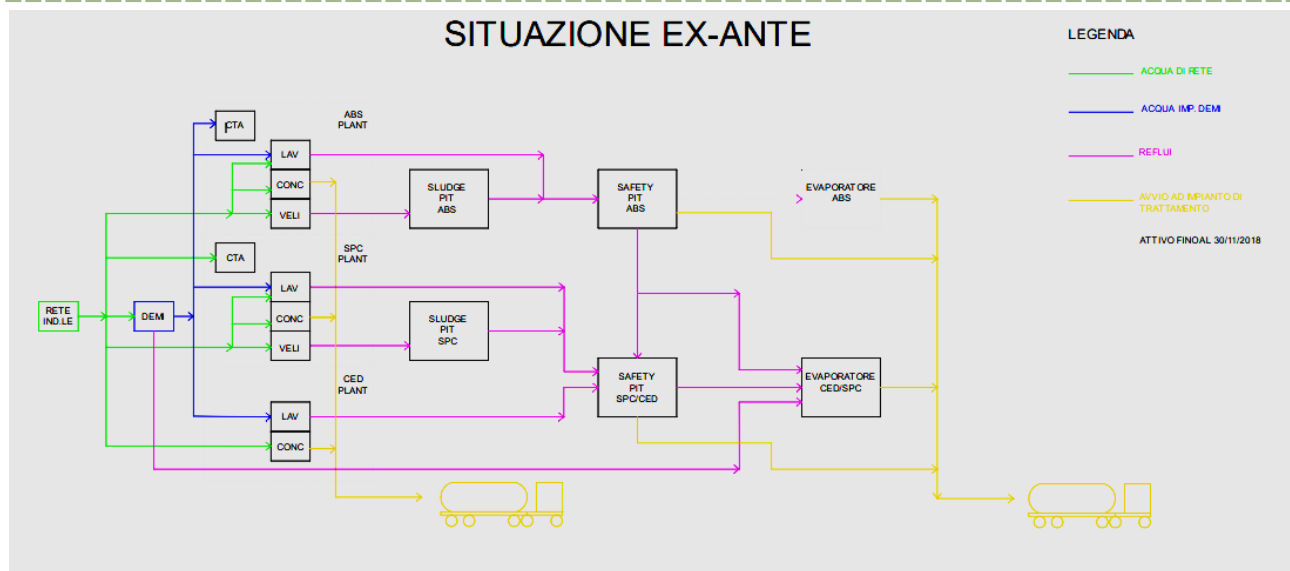 SITUAZIONE EX-ANTE
LEGENDA
ACQUA DI RETE
ACQUA IMP. DEMI
REFLUI
AVVIO AD IMPIANTO DI
TRATTAMENTO
ATTIVO FINOAL 30/11/2018
ABS
PLANT
CTA
LAV
CONC
VELI
SLUDGE
PIT
ABS
SAFETY
PIT
ABS
EVAPORATORE
ABS
SPC
PLANT
CTA
LAV
CONC
VELI
SLUDGE
PIT
SPC
RETE
IND.LE
DEMI
SAFETY
PIT
SPC/CED
EVAPORATORE
CED/SPC
CED
PLANT
LAV
CONC